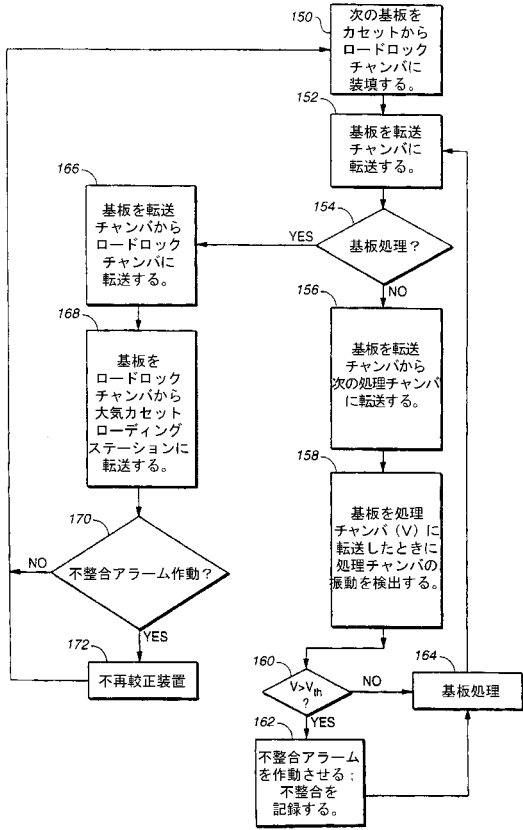 150
次の基板を
カセットから
ロードロック
チャンバに
装填する。
152
基板を転送
チャンバに
転送する。
154
基板処理？
YES
NO
166
基板を転送
チャンバから
ロードロック
チャンバに
転送する。
168
基板を
ロードロック
チャンバから
大気カセット
ローディング
ステーションに
転送する。
170
不整合アラーム作動？
NO
YES
172
不再較正装置
156
基板を転送
チャンバから
次の処理チャンバ
に転送する。
158
基板を処理
チャンバ（V）に
転送したときに
処理チャンバの
振動を検出する。
160
V>Vth
?
NO
YES
164
基板処理
162
不整合アラーム
を作動させる；
不整合を
記録する。